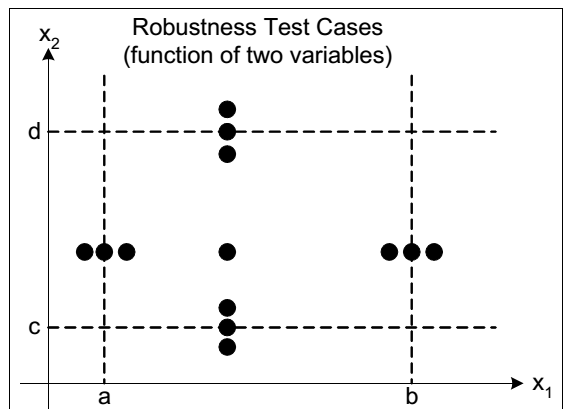 Robustness Test Cases
(function of two variables)
x2
d
c
a
b
x1